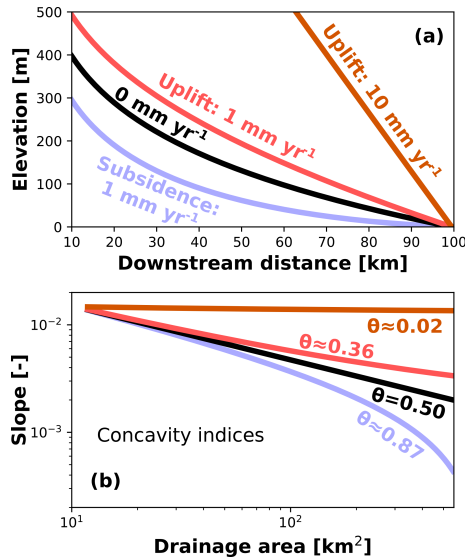 500
400
300
200
100
0
Elevation [m]
(a)
Uplift: 10 mm yr⁻¹
Uplift: 1 mm yr⁻¹
0 mm yr⁻¹
Subsidence:
1 mm yr⁻¹
10 20 30 40 50 60 70 80 90 100
Downstream distance [km]
10⁻²
10⁻³
Slope [-]
θ≈0.02
θ≈0.36
θ=0.50
θ≈0.87
Concavity indices
(b)
10¹ 10²
Drainage area [km²]